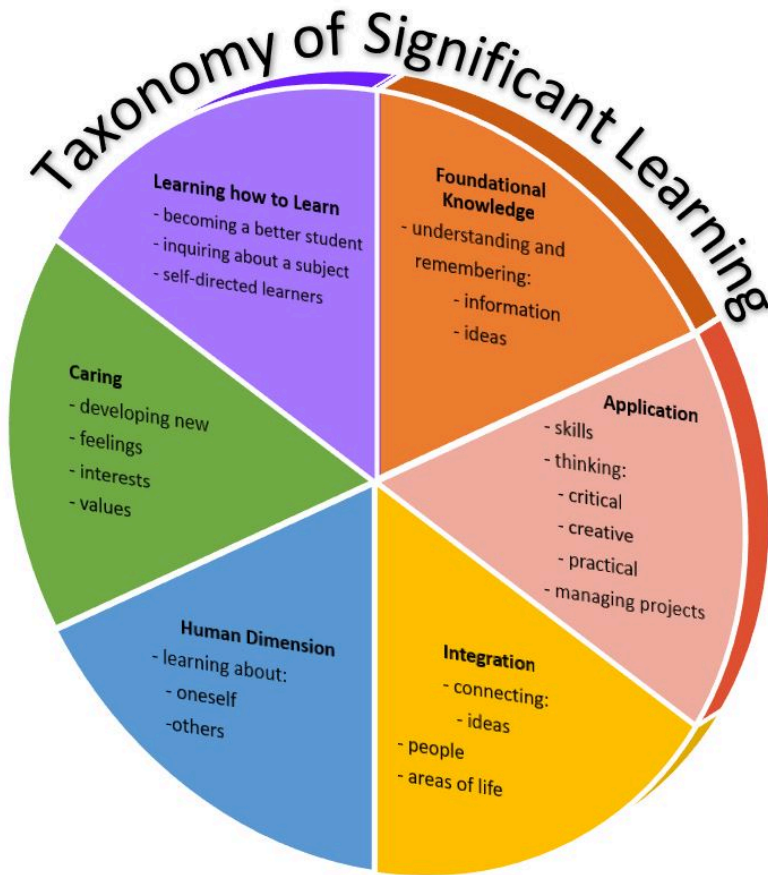 Taxonomy of Significant Learning
Foundational
Knowledge
- understanding and
remembering:
- information
- ideas
Application
- skills
- thinking:
- critical
- creative
- practical
- managing projects
Integration
- connecting:
- ideas
- people
- areas of life
Human Dimension
- learning about:
- oneself
-others
Caring
- developing new
- feelings
- interests
- values
Learning how to Learn
- becoming a better student
- inquiring about a subject
- self-directed learners